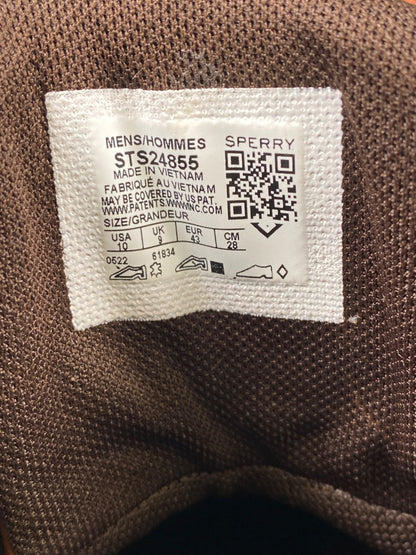 MENS/HOMMES SPERRY
STS24855
MADE IN VIETNAM
FABRIQUÉ AU VIETNAM
MAY BE COVERED BY US PAT.
WWW.PATENTS.WWWINC.COM
SIZE/GRANDEUR
USA UK EUR CM
10 9 43 28
0522 61834